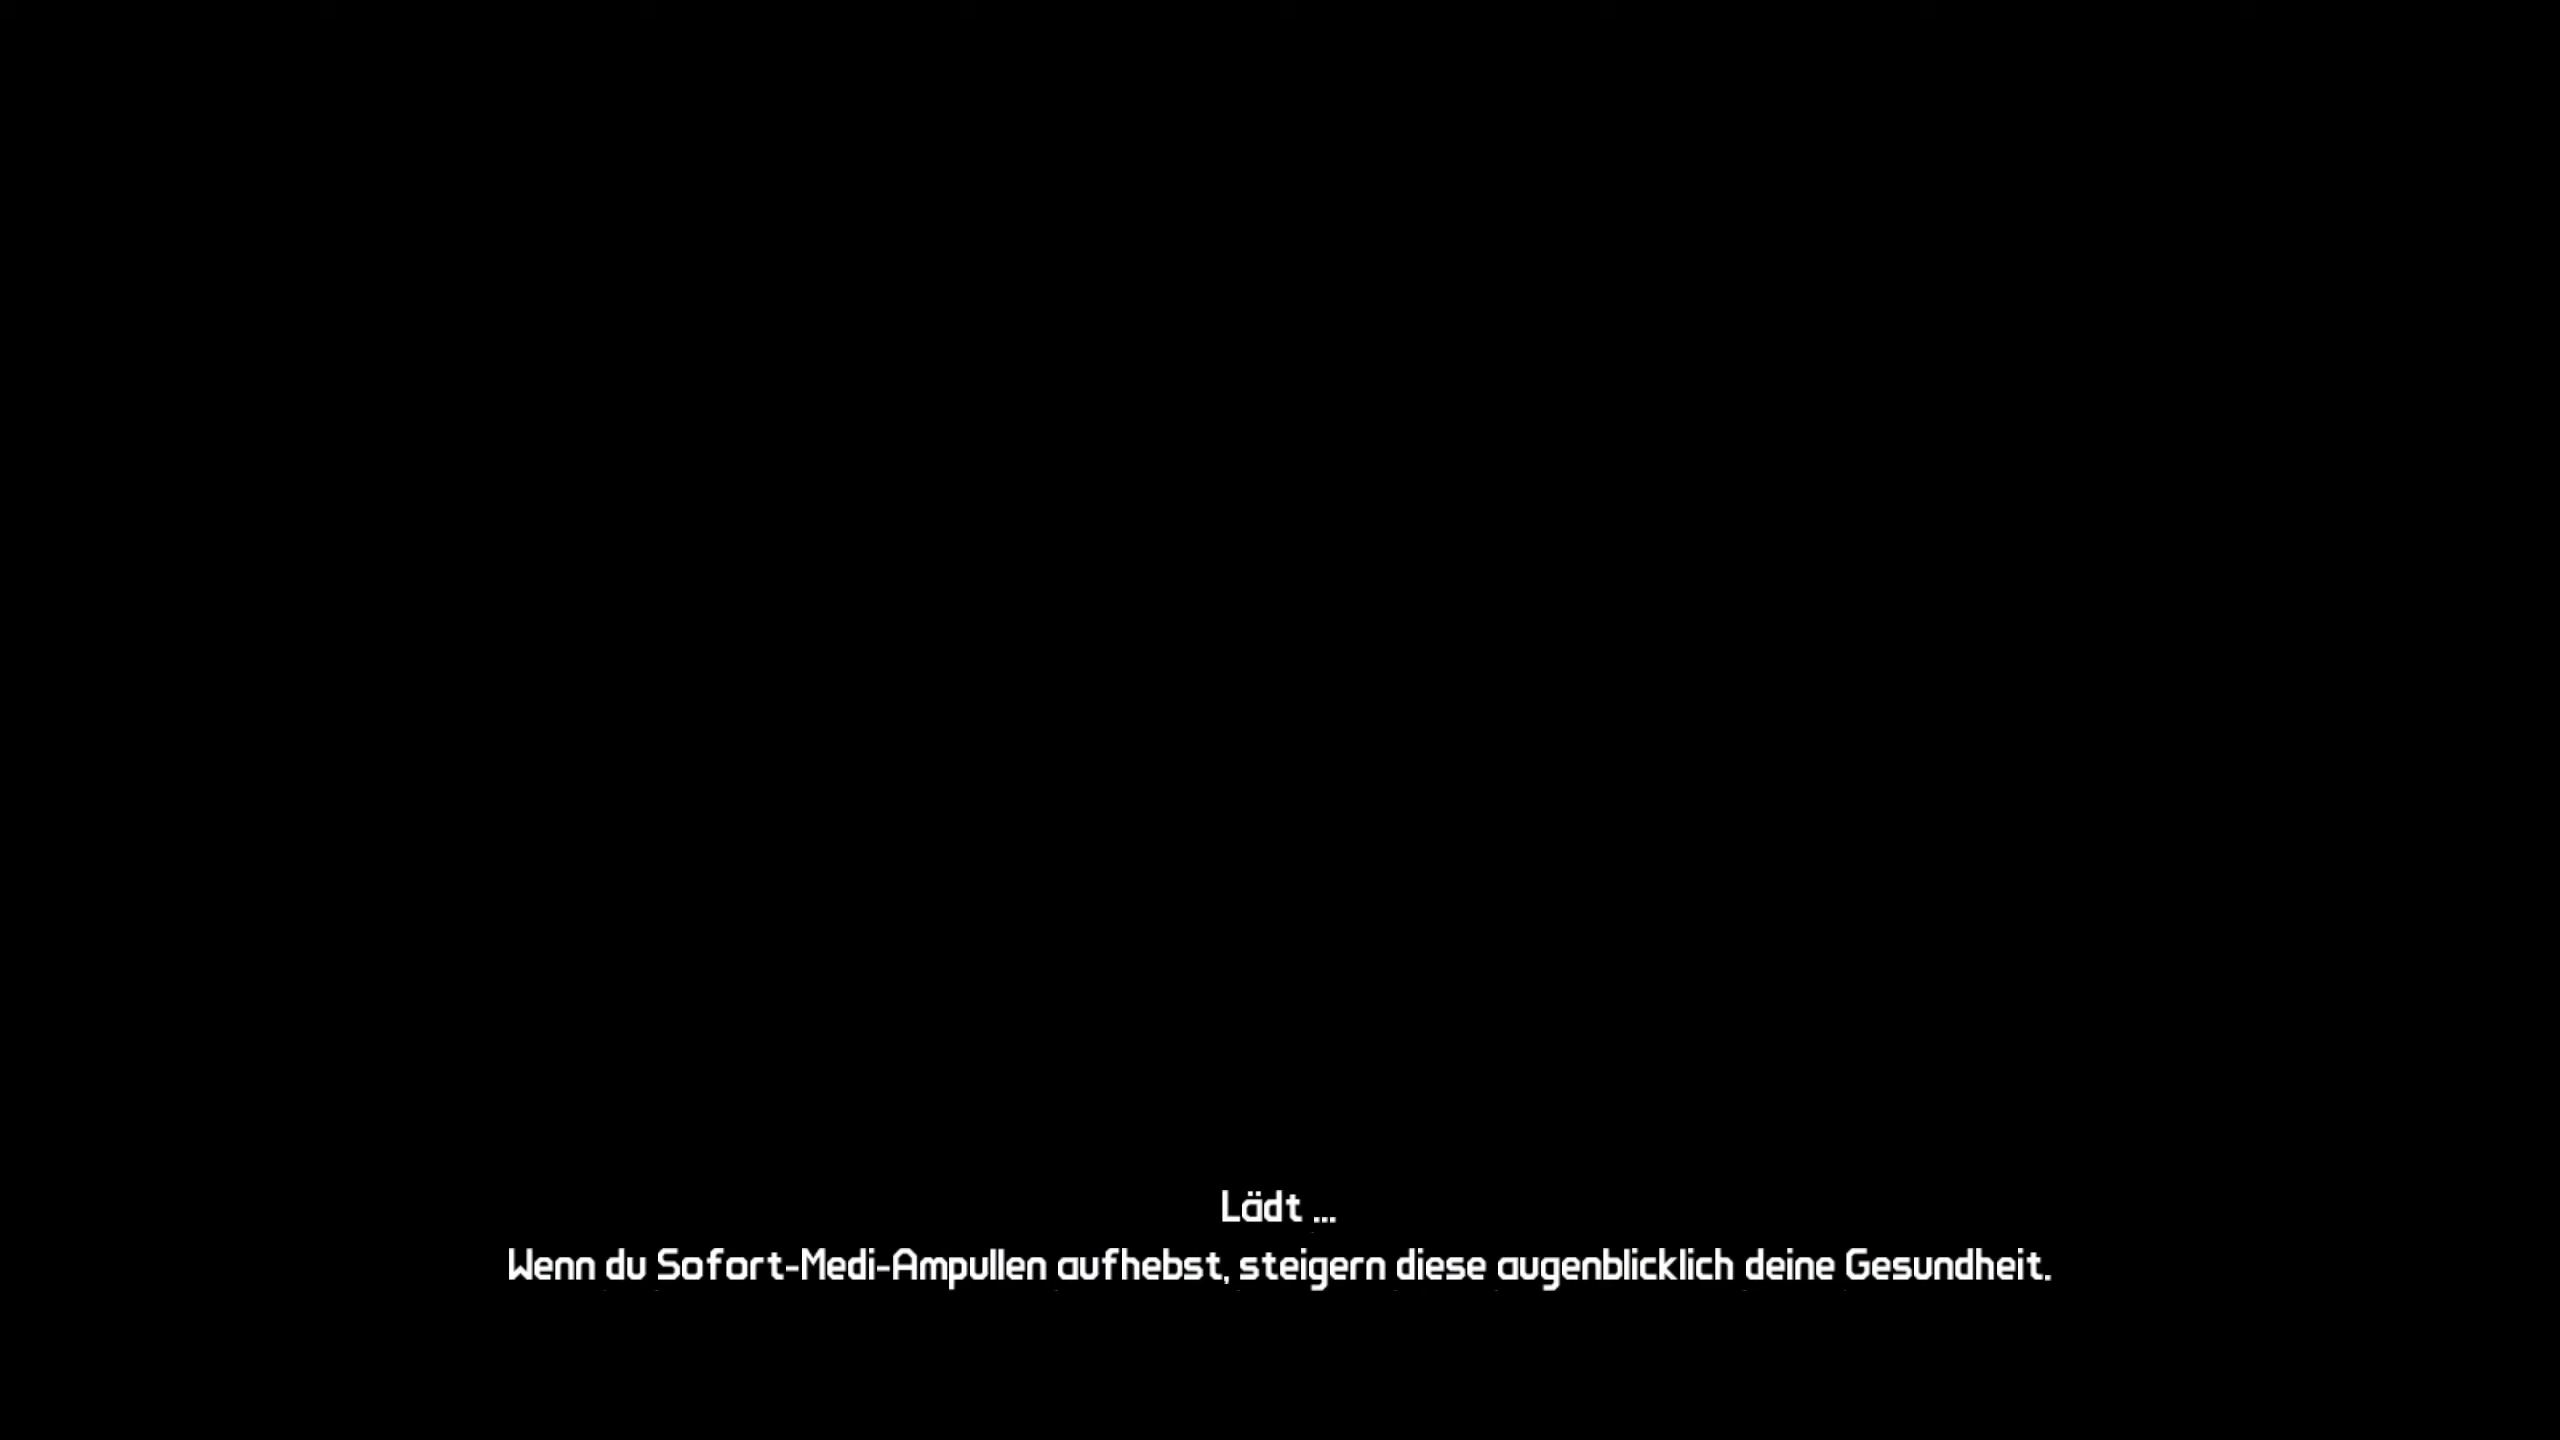 Lädt ...
Wenn du Sofort-Medi-Ampullen aufhebst, steigern diese augenblicklich deine Gesundheit.